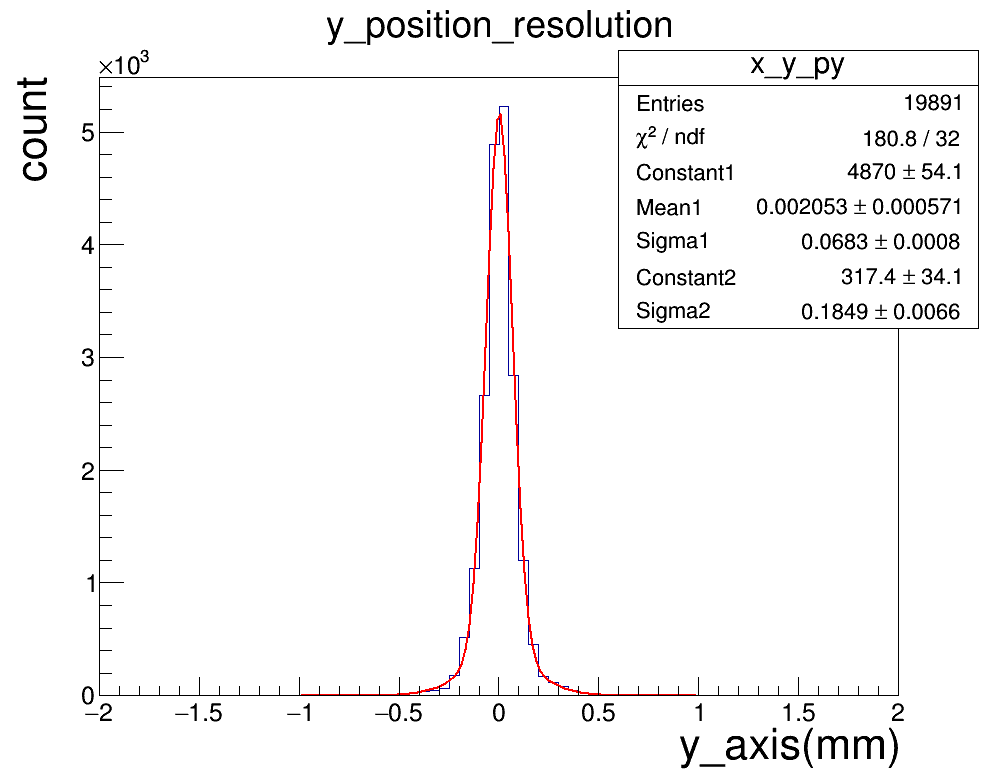 y_position_resolution
×10³
count
x_y_py
Entries 19891
χ² / ndf 180.8 / 32
Constant1 4870 ± 54.1
Mean1 0.002053 ± 0.000571
Sigma1 0.0683 ± 0.0008
Constant2 317.4 ± 34.1
Sigma2 0.1849 ± 0.0066
5
4
3
2
1
0
−2 −1.5 −1 −0.5 0 0.5 1 1.5 2
y_axis(mm)